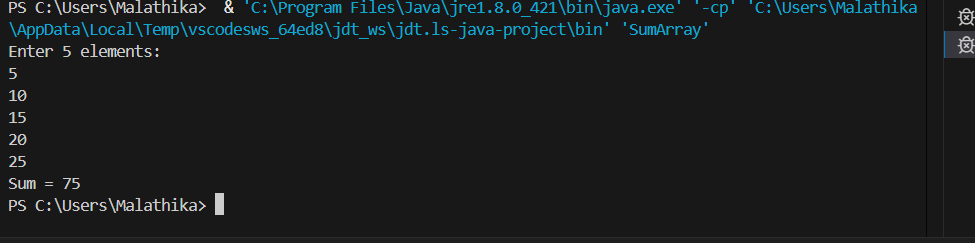 PS C:\Users\Malathika>  & 'C:\Program Files\Java\jre1.8.0_421\bin\java.exe' '-cp' 'C:\Users\Malathika
\AppData\Local\Temp\vscodesws_64ed8\jdt_ws\jdt.ls-java-project\bin' 'SumArray'
Enter 5 elements:
5
10
15
20
25
Sum = 75
PS C:\Users\Malathika>